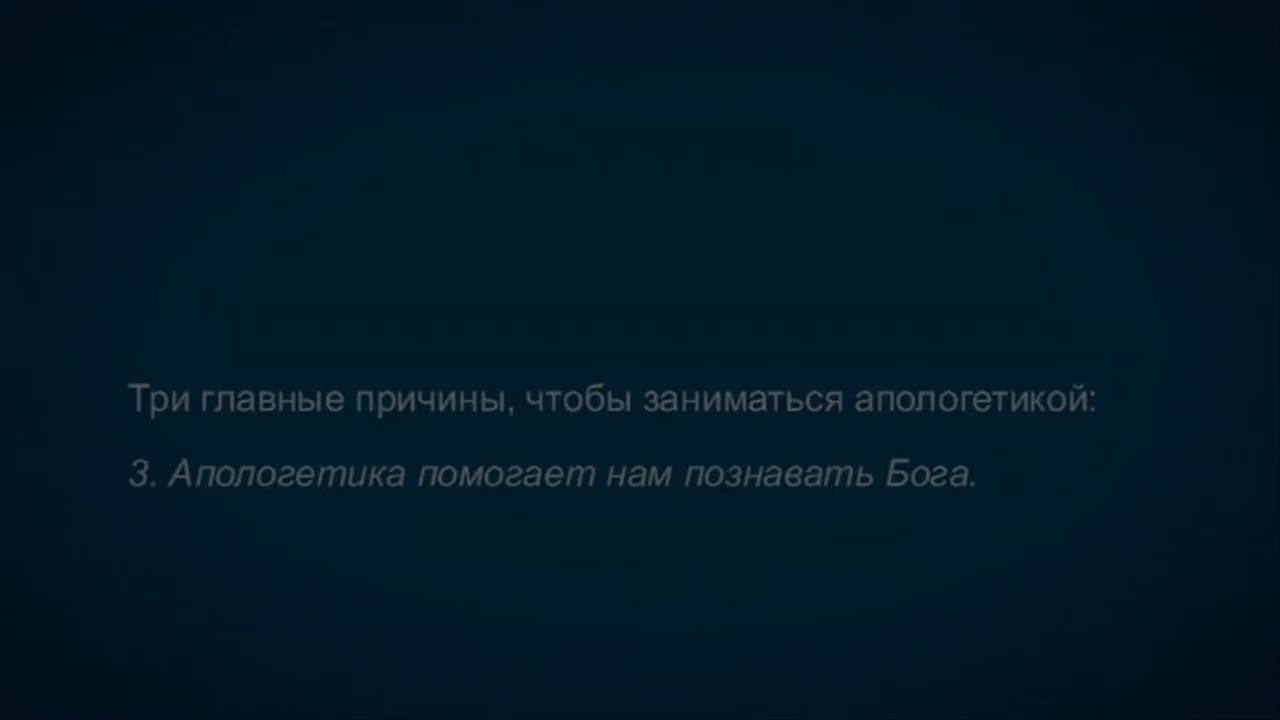 Три главные причины, чтобы заниматься апологетикой:
3. Апологетика помогает нам познавать Бога.